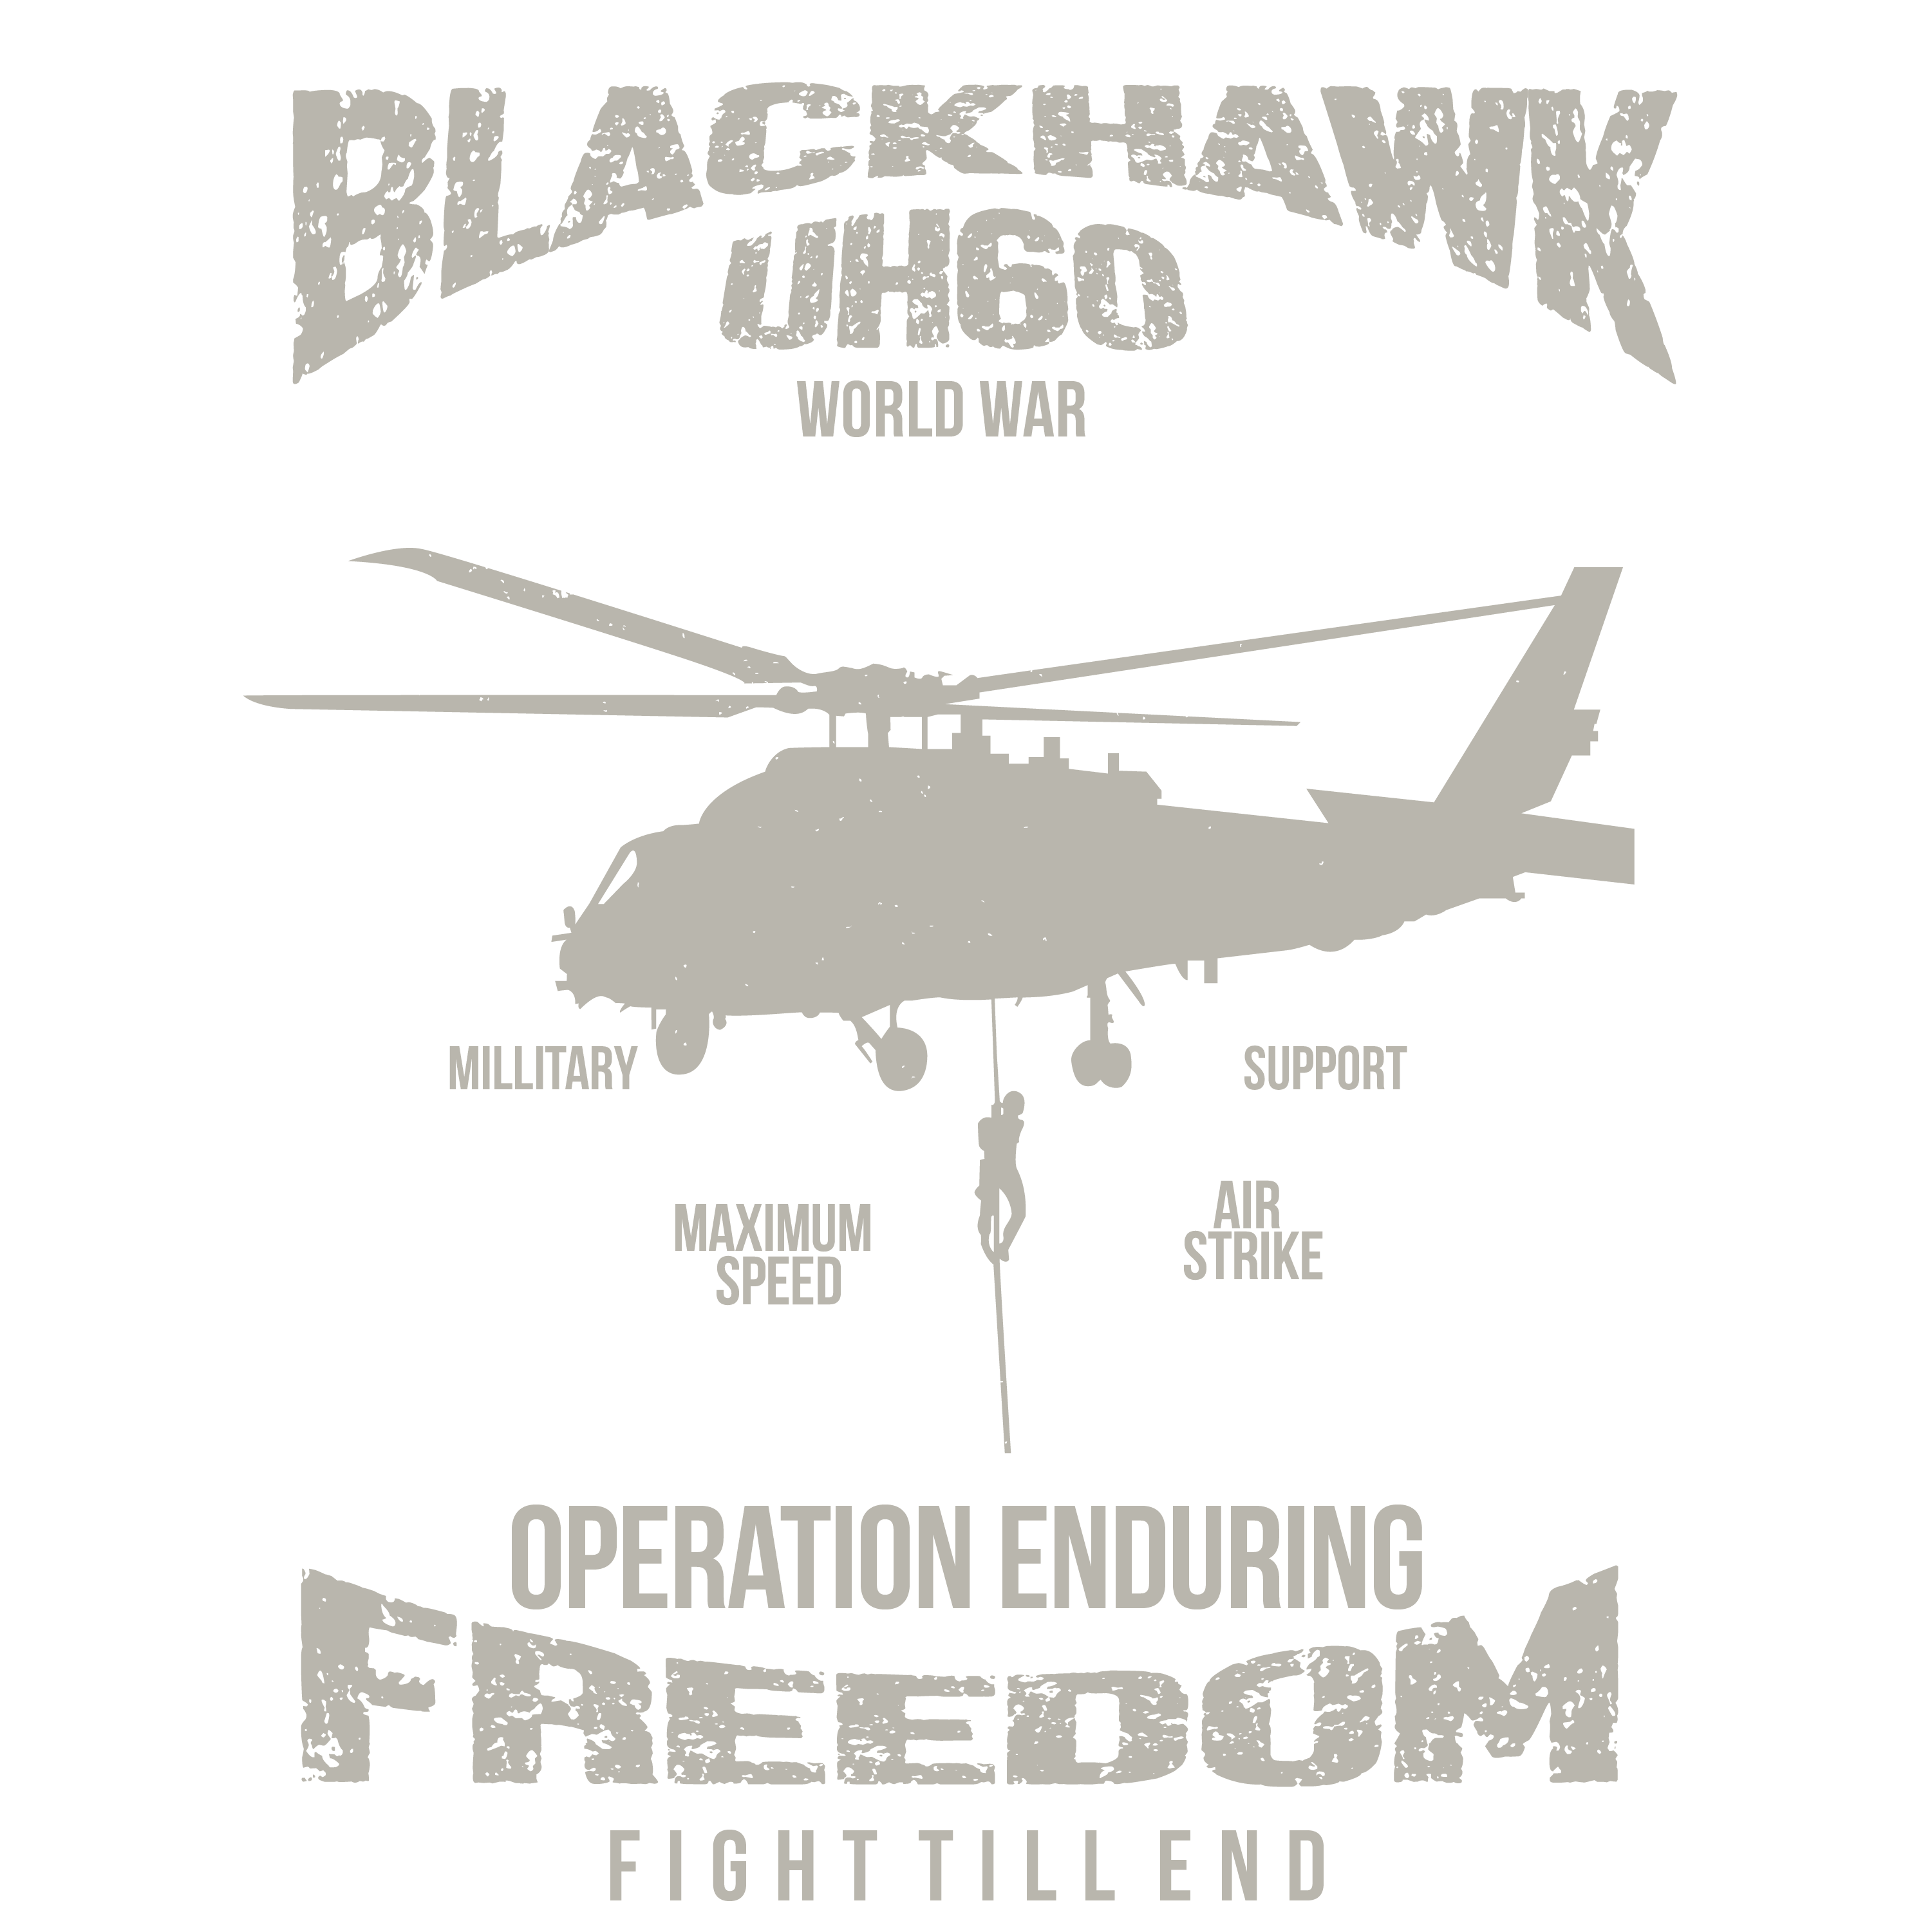 BLACKHAWK
UH60
WORLD WAR
MILLITARY SUPPORT
MAXIMUM
SPEED
AIR
STRIKE
OPERATION ENDURING
FREEDOM
FIGHT TILL END